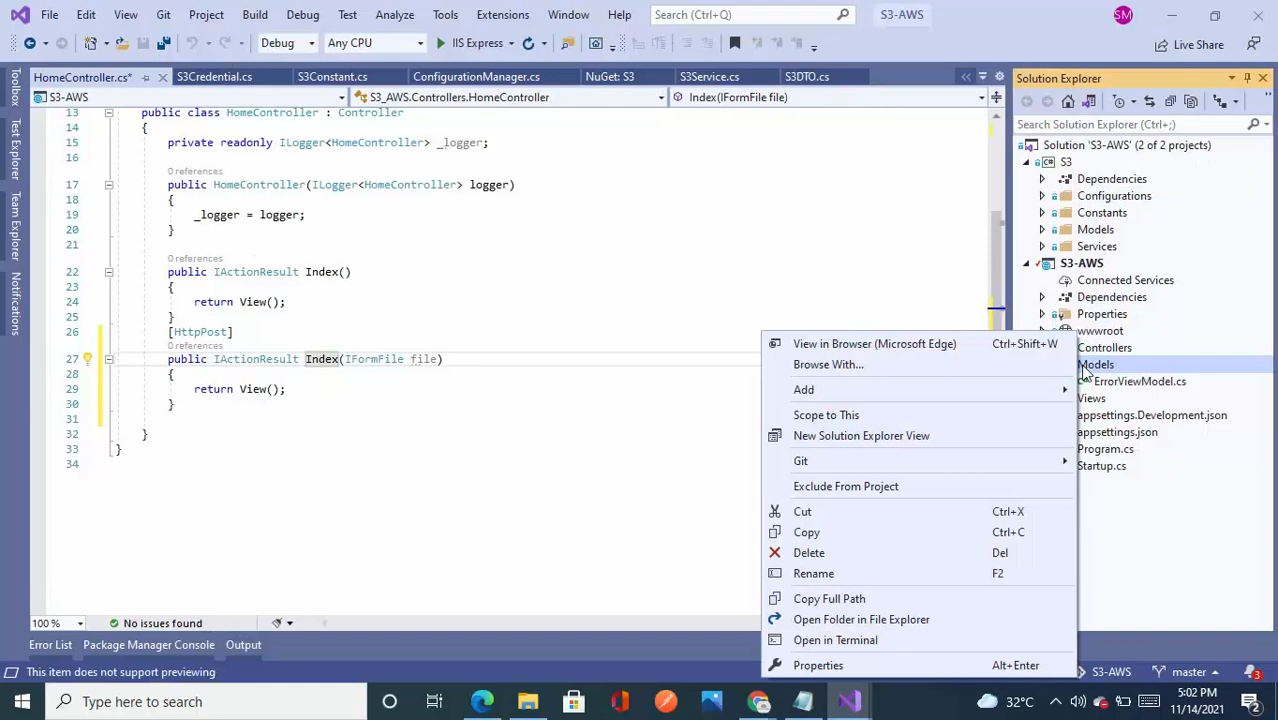 File Edit View Git Project Build Debug Test Analyze Tools Extensions Window Help Search (Ctrl+Q) S3-AWS SM
Debug Any CPU IIS Express Live Share
HomeController.cs* S3Credential.cs S3Constant.cs ConfigurationManager.cs NuGet: S3 S3Service.cs S3DTO.cs
S3-AWS S3_AWS.Controllers.HomeController Index(IFormFile file)
Toolbox
Test Explorer
Team Explorer
Notifications
13 public class HomeController : Controller
14 {
15 private readonly ILogger<HomeController> _logger;
16
0 references
17 public HomeController(ILogger<HomeController> logger)
18 {
19 _logger = logger;
20 }
21
0 references
22 public IActionResult Index()
23 {
24 return View();
25 }
26 [HttpPost]
0 references
27 public IActionResult Index(IFormFile file)
28 {
29 return View();
30 }
31
32 }
33 }
34
Solution Explorer
Search Solution Explorer (Ctrl+;)
Solution 'S3-AWS' (2 of 2 projects)
C# S3
Dependencies
Configurations
Constants
Models
Services
S3-AWS
Connected Services
Dependencies
Properties
wwwroot
Controllers
Models
ErrorViewModel.cs
Views
appsettings.Development.json
appsettings.json
Program.cs
Startup.cs
View in Browser (Microsoft Edge) Ctrl+Shift+W
Browse With...
Add
Scope to This
New Solution Explorer View
Git
Exclude From Project
Cut Ctrl+X
Copy Ctrl+C
Delete Del
Rename F2
Copy Full Path
Open Folder in File Explorer
Open in Terminal
Properties Alt+Enter
100 % No issues found
Error List Package Manager Console Output
This item does not support previewing S3-AWS master 3
Type here to search 32°C 5:02 PM
11/14/2021 2